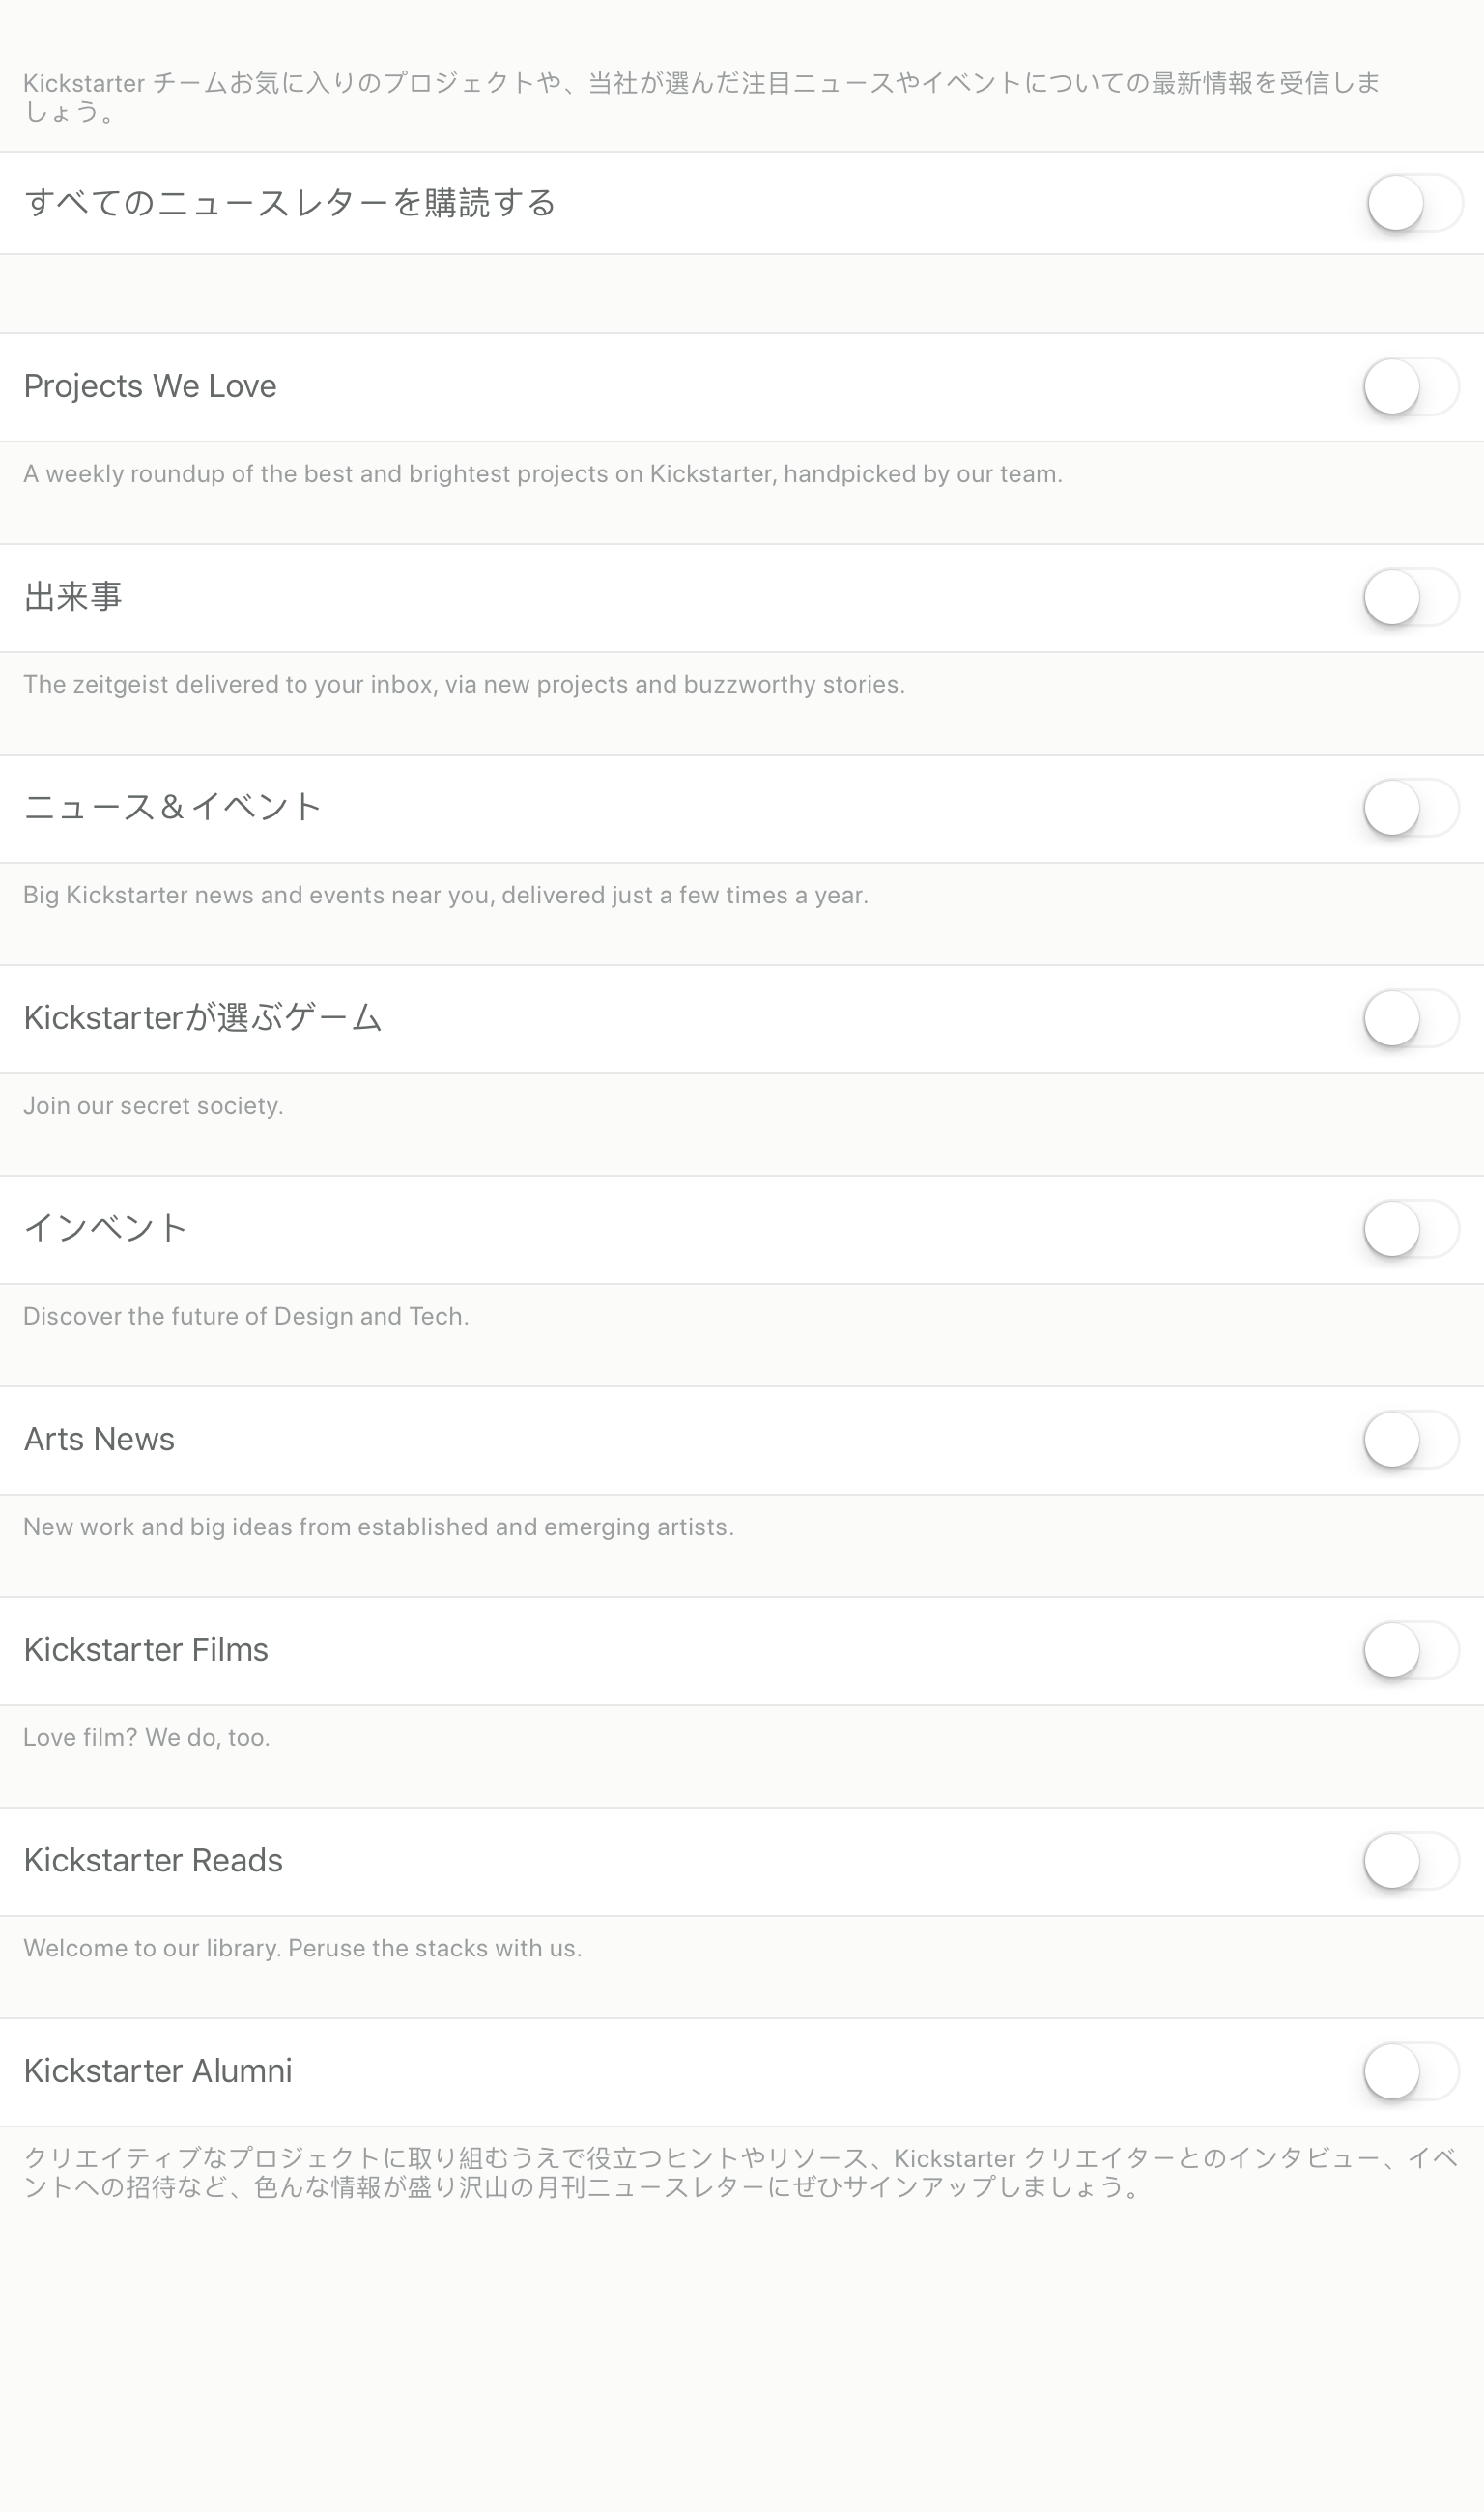 Kickstarter チームお気に入りのプロジェクトや、当社が選んだ注目ニュースやイベントについての最新情報を受信しま
しょう。
すべてのニュースレターを購読する
Projects We Love
A weekly roundup of the best and brightest projects on Kickstarter, handpicked by our team.
出来事
The zeitgeist delivered to your inbox, via new projects and buzzworthy stories.
ニュース＆イベント
Big Kickstarter news and events near you, delivered just a few times a year.
Kickstarterが選ぶゲーム
Join our secret society.
インベント
Discover the future of Design and Tech.
Arts News
New work and big ideas from established and emerging artists.
Kickstarter Films
Love film? We do, too.
Kickstarter Reads
Welcome to our library. Peruse the stacks with us.
Kickstarter Alumni
クリエイティブなプロジェクトに取り組むうえで役立つヒントやリソース、Kickstarter クリエイターとのインタビュー、イベ
ントへの招待など、色んな情報が盛り沢山の月刊ニュースレターにぜひサインアップしましょう。